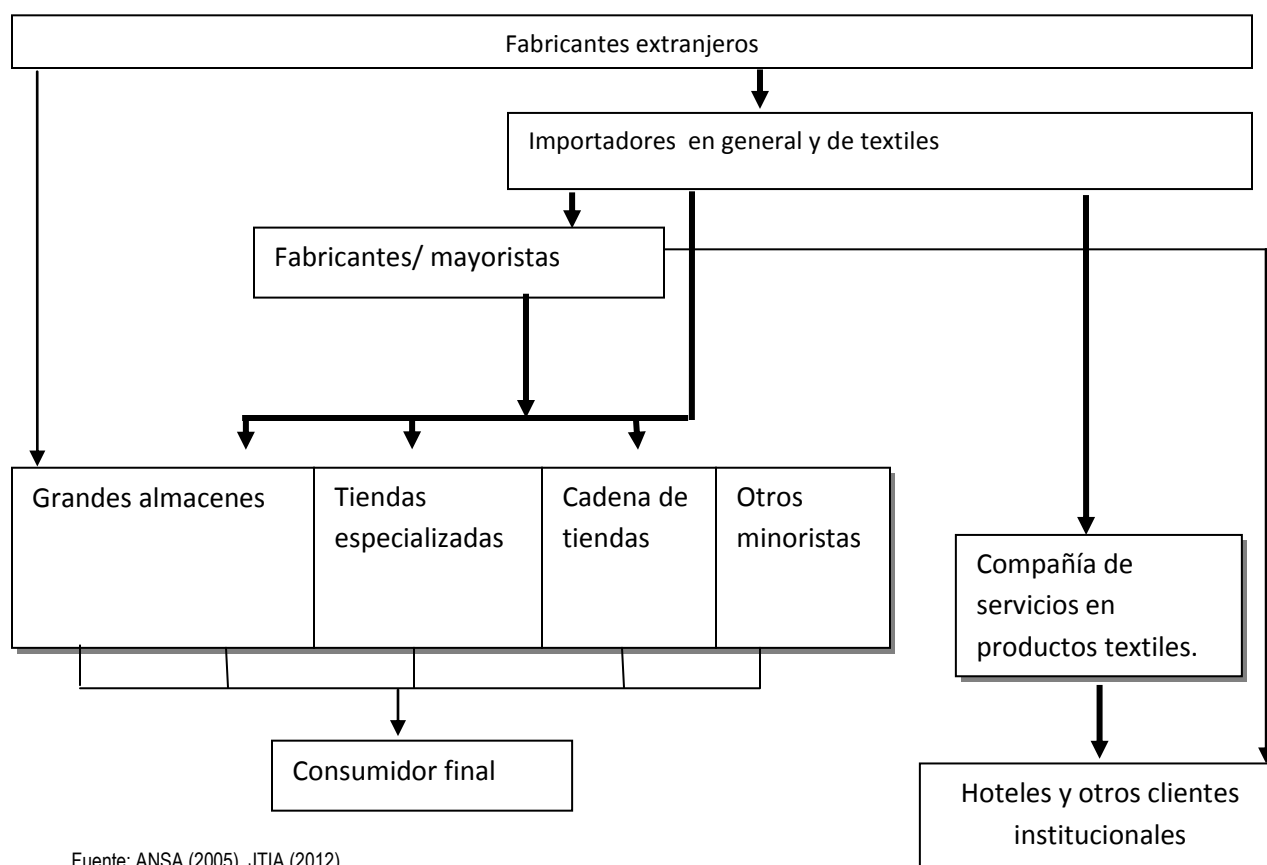 Fabricantes extranjeros
Importadores en general y de textiles
Fabricantes/ mayoristas
Grandes almacenes
Tiendas
especializadas
Cadena de
tiendas
Otros
minoristas
Compañía de
servicios en
productos textiles.
Consumidor final
Hoteles y otros clientes
institucionales
Fuente: ANSA (2005), JTIA (2012)